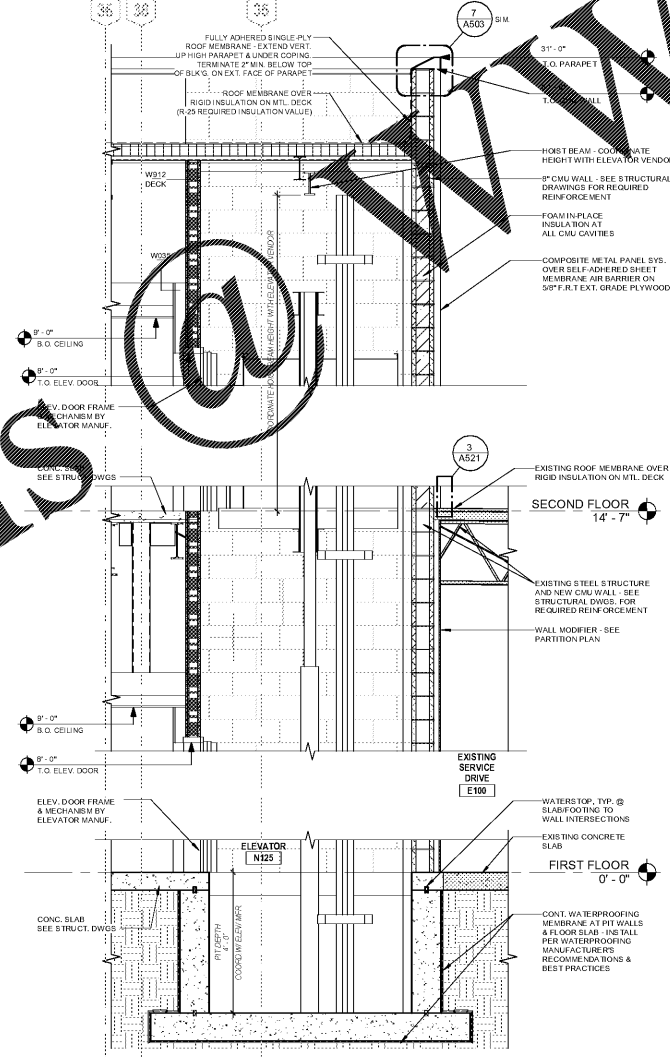 36
38
35
7
A503
SIM.
FULLY ADHERED SINGLE-PLY
ROOF MEMBRANE - EXTEND VERT.
UP HIGH PARAPET & UNDER COPING.
TERMINATE 2" MIN. BELOW TOP
OF BLK'G. ON EXT. FACE OF PARAPET
31' - 0"
T.O. PARAPET
ROOF MEMBRANE OVER
RIGID INSULATION ON MTL. DECK
(R-25 REQUIRED INSULATION VALUE)
HOIST BEAM - COORDINATE
HEIGHT WITH ELEVATOR VENDOR
W912
DECK
8" CMU WALL - SEE STRUCTURAL
DRAWINGS FOR REQUIRED
REINFORCEMENT
FOAM IN-PLACE
INSULATION AT
ALL CMU CAVITIES
COMPOSITE METAL PANEL SYS.
OVER SELF-ADHERED SHEET
MEMBRANE AIR BARRIER ON
5/8" F.R.T EXT. GRADE PLYWOOD
9' - 0"
B.O. CEILING
8' - 0"
T.O. ELEV. DOOR
ELEV. DOOR FRAME
& MECHANISM BY
ELEVATOR MANUF.
3
A521
CONC. SLAB
SEE STRUCT. DWGS
EXISTING ROOF MEMBRANE OVER
RIGID INSULATION ON MTL. DECK
SECOND FLOOR
14' - 7"
EXISTING STEEL STRUCTURE
AND NEW CMU WALL - SEE
STRUCTURAL DWGS. FOR
REQUIRED REINFORCEMENT
WALL MODIFIER - SEE
PARTITION PLAN
9' - 0"
B.O. CEILING
8' - 0"
T.O. ELEV. DOOR
EXISTING
SERVICE
DRIVE
E100
ELEV. DOOR FRAME
& MECHANISM BY
ELEVATOR MANUF.
WATERSTOP, TYP. @
SLAB/FOOTING TO
WALL INTERSECTIONS
EXISTING CONCRETE
SLAB
ELEVATOR
N125
FIRST FLOOR
0' - 0"
CONC. SLAB
SEE STRUCT. DWGS
PIT DEPTH
4' - 0"
COORD W/ ELEV MFR.
CONT. WATERPROOFING
MEMBRANE AT PIT WALLS
& FLOOR SLAB - INSTALL
PER WATERPROOFING
MANUFACTURER'S
RECOMMENDATIONS &
BEST PRACTICES